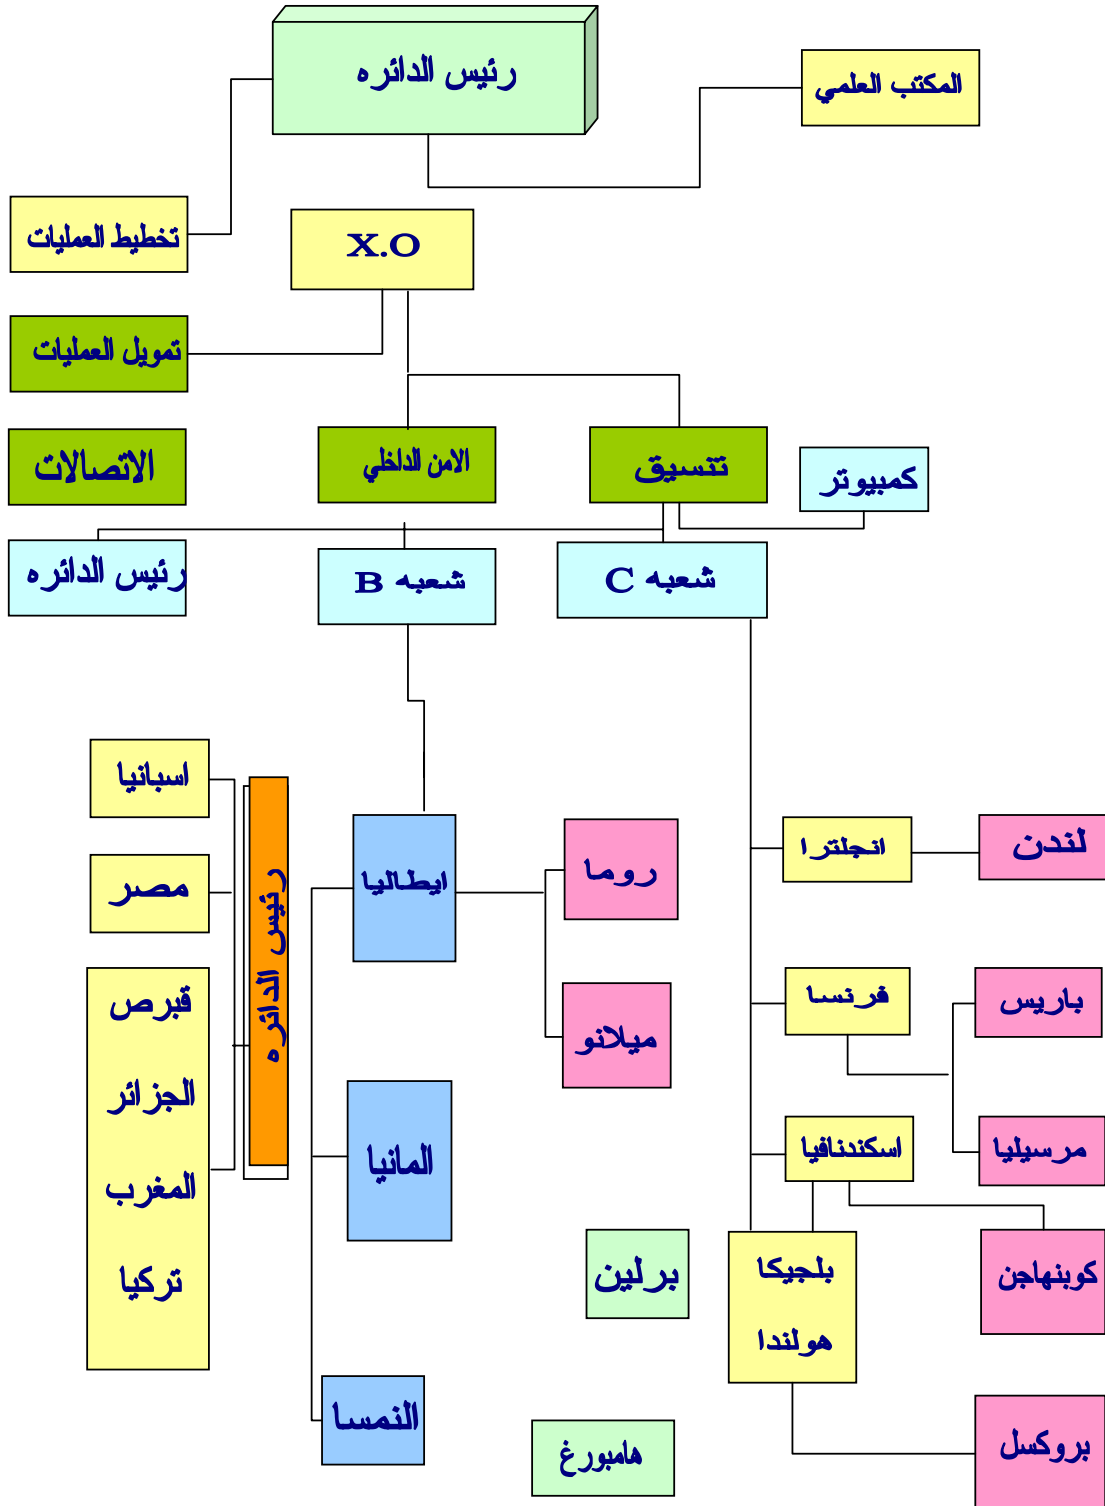 رئيس الدائره
المكتب العلمي
تخطيط العمليات
X.O
تمويل العمليات
الاتصالات
الامن الداخلي
تنسيق
كمبيوتر
رئيس الدائره
شعبه B
شعبه C
اسبانيا
مصر
قبرص
الجزائر
المغرب
تركيا
رئيس الدائره
ايطاليا
روما
ميلانو
المانيا
النمسا
برلين
هامبورغ
انجلترا
لندن
فرنسا
باريس
مرسيليا
اسكندنافيا
كوبنهاجن
بلجيكا
هولندا
بروكسل